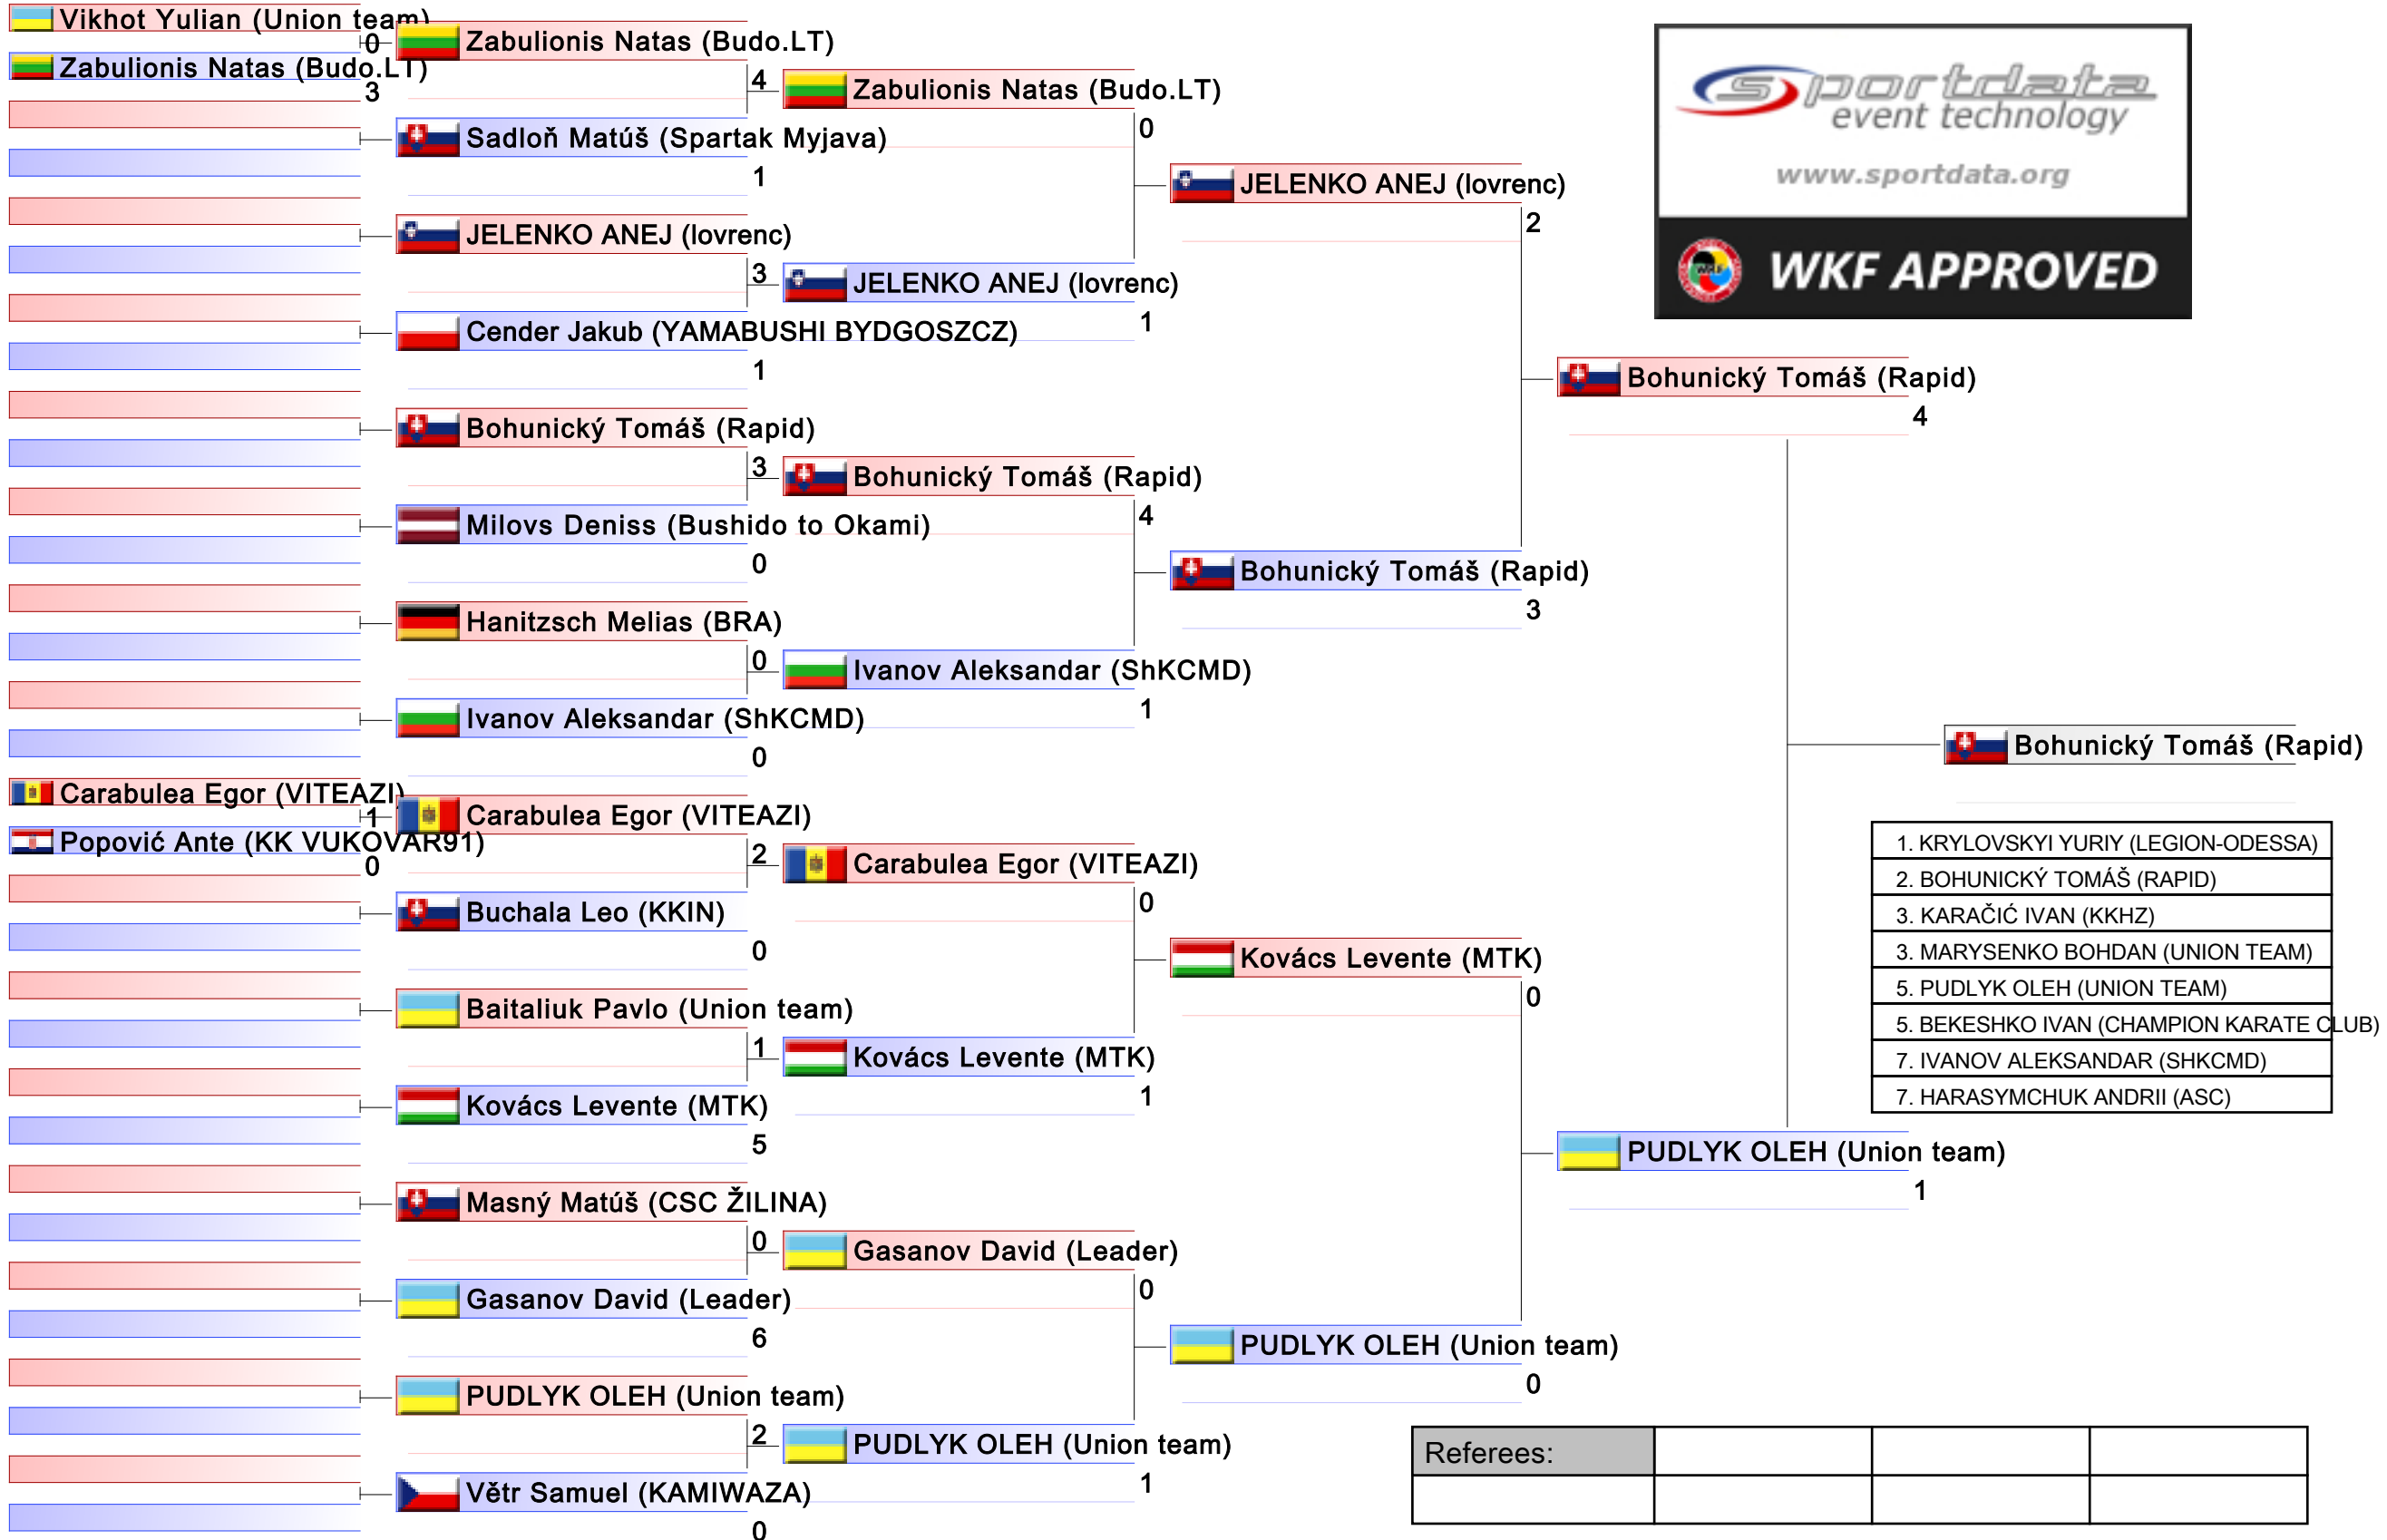 Vikhot Yulian (Union team)
0
Zabulionis Natas (Budo.LT)
3
Carabulea Egor (VITEAZI)
1
Popović Ante (KK VUKOVAR91)
0
Zabulionis Natas (Budo.LT)
4
Sadloň Matúš (Spartak Myjava)
1
JELENKO ANEJ (lovrenc)
3
Cender Jakub (YAMABUSHI BYDGOSZCZ)
1
Bohunický Tomáš (Rapid)
3
Milovs Deniss (Bushido to Okami)
0
Hanitzsch Melias (BRA)
0
Ivanov Aleksandar (ShKCMD)
0
Carabulea Egor (VITEAZI)
2
Buchala Leo (KKIN)
0
Baitaliuk Pavlo (Union team)
1
Kovács Levente (MTK)
5
Masný Matúš (CSC ŽILINA)
0
Gasanov David (Leader)
6
PUDLYK OLEH (Union team)
2
Větr Samuel (KAMIWAZA)
0
Zabulionis Natas (Budo.LT)
0
JELENKO ANEJ (lovrenc)
1
Bohunický Tomáš (Rapid)
4
Ivanov Aleksandar (ShKCMD)
1
Carabulea Egor (VITEAZI)
0
Kovács Levente (MTK)
1
Gasanov David (Leader)
0
PUDLYK OLEH (Union team)
1
JELENKO ANEJ (lovrenc)
2
Bohunický Tomáš (Rapid)
3
Kovács Levente (MTK)
0
PUDLYK OLEH (Union team)
0
Bohunický Tomáš (Rapid)
4
PUDLYK OLEH (Union team)
1
Bohunický Tomáš (Rapid)
sportdata
event technology
www.sportdata.org
WKF
WKF APPROVED
1. KRYLOVSKYI YURIY (LEGION-ODESSA)
2. BOHUNICKÝ TOMÁŠ (RAPID)
3. KARAČIĆ IVAN (KKHZ)
3. MARYSENKO BOHDAN (UNION TEAM)
5. PUDLYK OLEH (UNION TEAM)
5. BEKESHKO IVAN (CHAMPION KARATE CLUB)
7. IVANOV ALEKSANDAR (SHKCMD)
7. HARASYMCHUK ANDRII (ASC)
Referees: